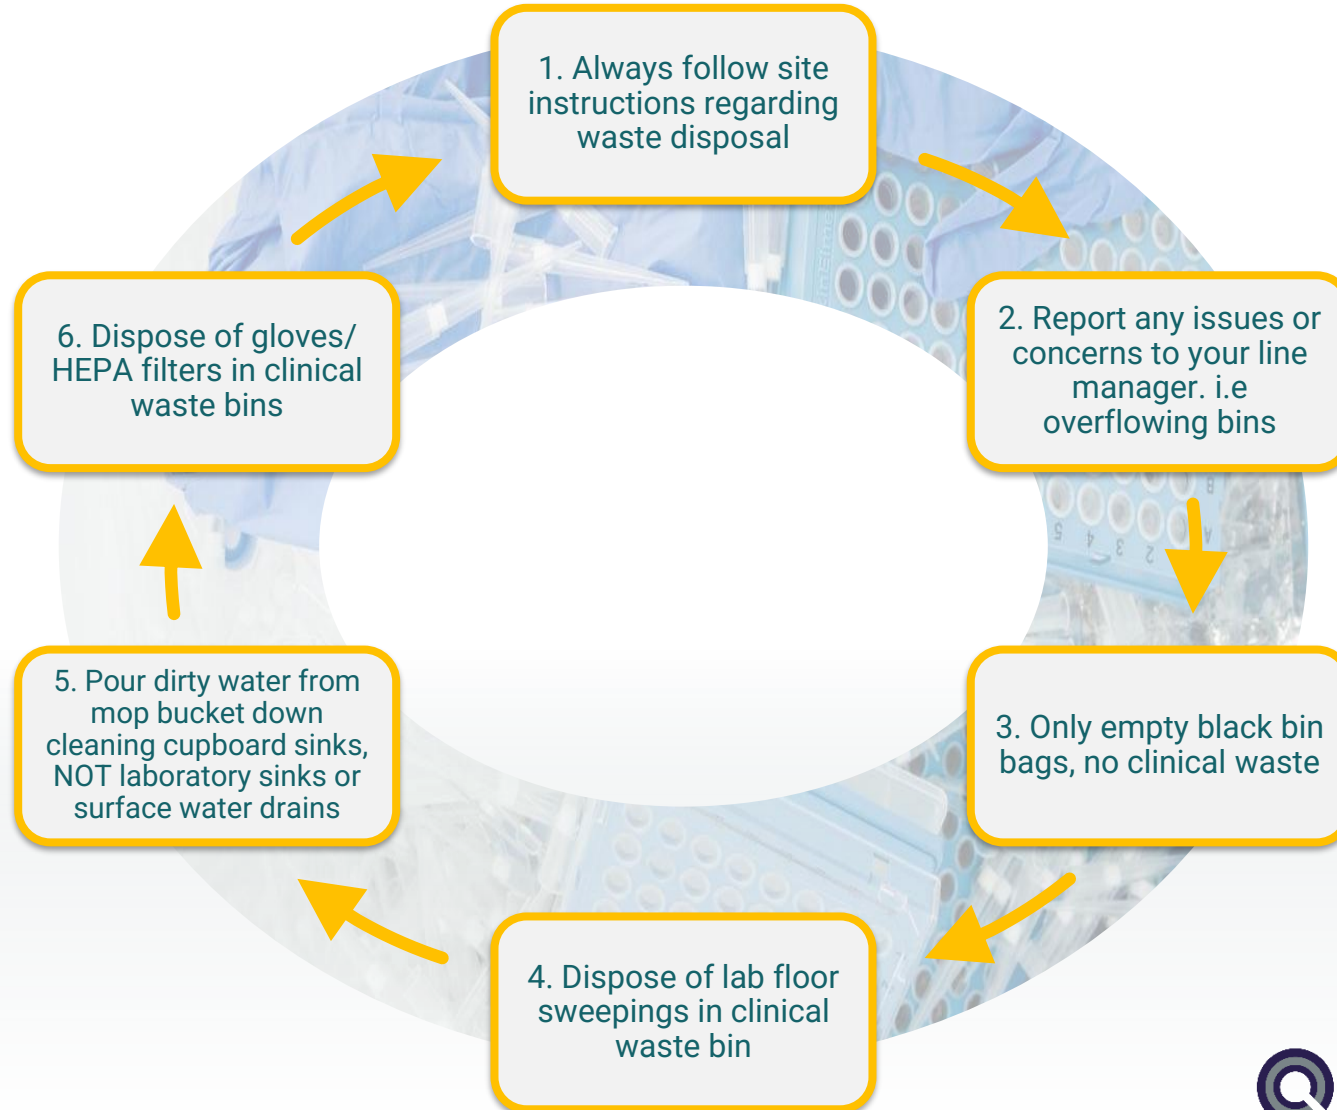 1. Always follow site
instructions regarding
waste disposal
2. Report any issues or
concerns to your line
manager. i.e
overflowing bins
3. Only empty black bin
bags, no clinical waste
4. Dispose of lab floor
sweepings in clinical
waste bin
5. Pour dirty water from
mop bucket down
cleaning cupboard sinks,
NOT laboratory sinks or
surface water drains
6. Dispose of gloves/
HEPA filters in clinical
waste bins